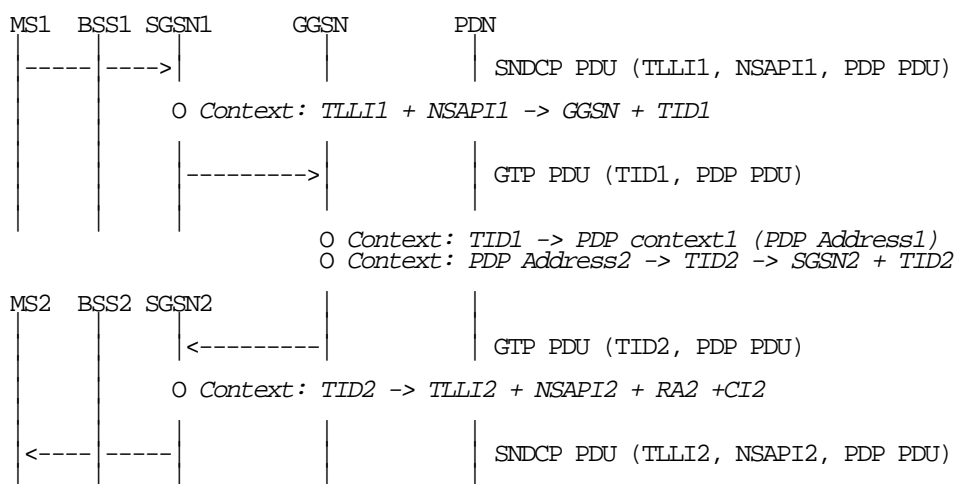 MS1 BSS1 SGSN1 GGSN PDN
|-----|---->| | | SNDCP PDU (TLLI1, NSAPI1, PDP PDU)
O Context: TLLI1 + NSAPI1 -> GGSN + TID1
|--------->| | GTP PDU (TID1, PDP PDU)
O Context: TID1 -> PDP context1 (PDP Address1)
O Context: PDP Address2 -> TID2 -> SGSN2 + TID2
MS2 BSS2 SGSN2
|<---------| | GTP PDU (TID2, PDP PDU)
O Context: TID2 -> TLLI2 + NSAPI2 + RA2 +CI2
|<----|-----| | | SNDCP PDU (TLLI2, NSAPI2, PDP PDU)